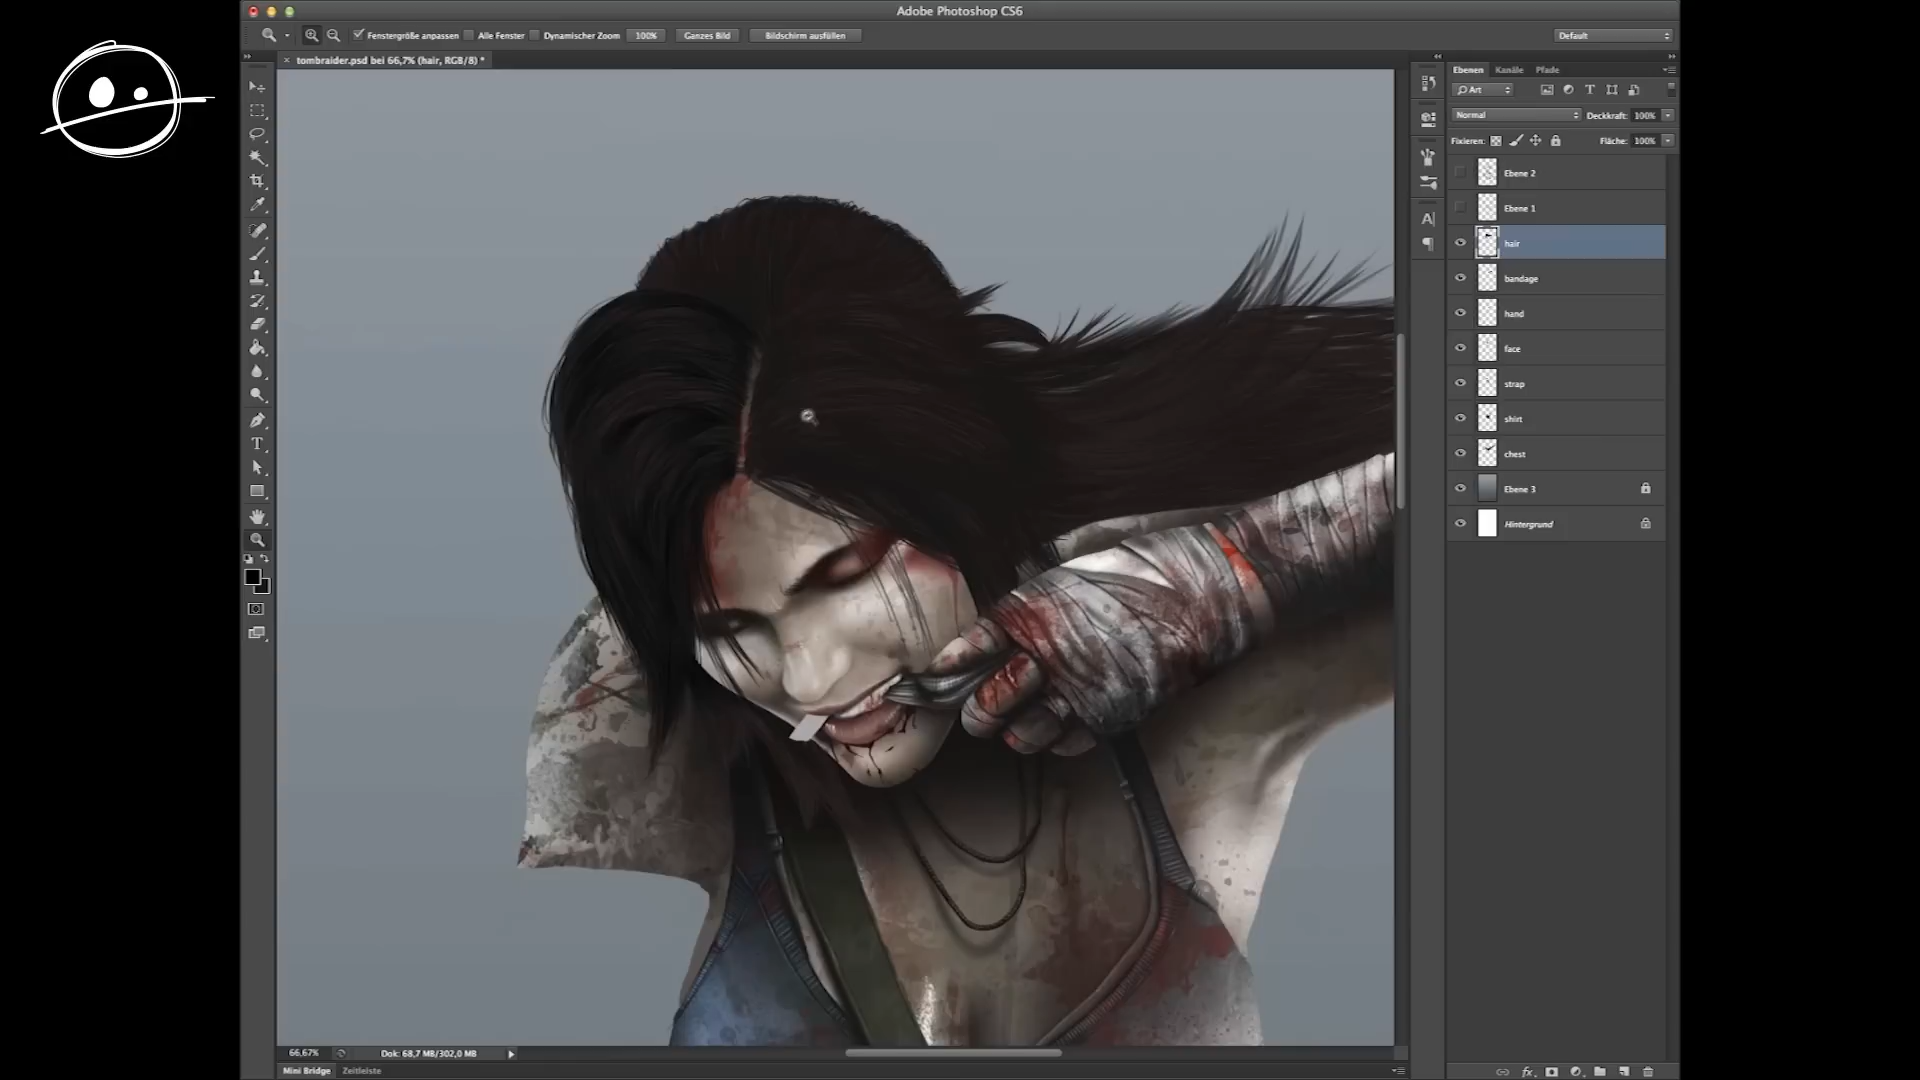 Adobe Photoshop CS6
Fenstergröße anpassen Alle Fenster Dynamischer Zoom 100% Ganzes Bild Bildschirm ausfüllen Default
tombraider.psd bei 66,7% (hair, RGB/8) *
Ebenen Kanäle Pfade
Art
Normal Deckkraft: 100%
Fixieren: Fläche: 100%
Ebene 2
Ebene 1
hair
bandage
hand
face
strap
shirt
chest
Ebene 3
Hintergrund
66,67% Dok: 68,7 MB/302,0 MB
Mini Bridge Zeitleiste